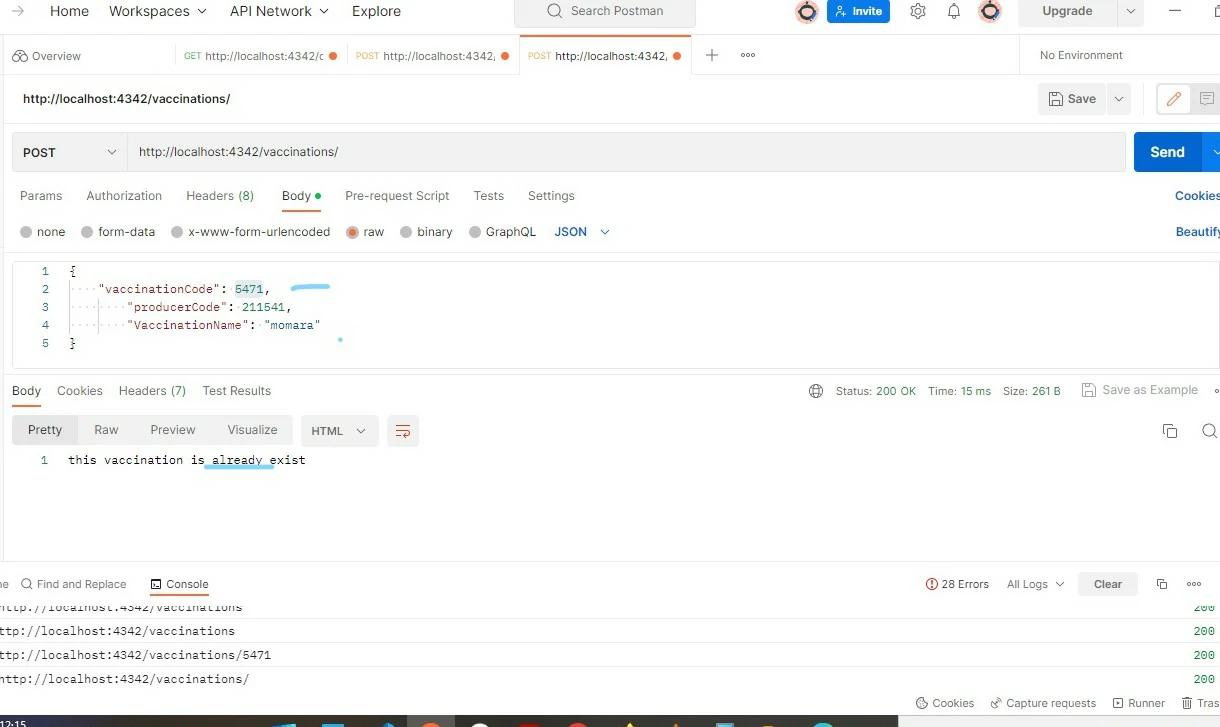 Home Workspaces API Network Explore Search Postman Invite Upgrade
Overview GET http://localhost:4342/c POST http://localhost:4342, POST http://localhost:4342, No Environment
http://localhost:4342/vaccinations/ Save
POST http://localhost:4342/vaccinations/ Send
Params Authorization Headers (8) Body Pre-request Script Tests Settings Cookies
none form-data x-www-form-urlencoded raw binary GraphQL JSON Beautify
1 {
2 "vaccinationCode": 5471,
3 "producerCode": 211541,
4 "VaccinationName": "momara"
5 }
Body Cookies Headers (7) Test Results Status: 200 OK Time: 15 ms Size: 261 B Save as Example
Pretty Raw Preview Visualize HTML
1 this vaccination is already exist
ne Find and Replace Console 28 Errors All Logs Clear
http://localhost:4342/vaccinations 200
ttp://localhost:4342/vaccinations 200
ttp://localhost:4342/vaccinations/5471 200
http://localhost:4342/vaccinations/ 200
Cookies Capture requests Runner Tras
12:15